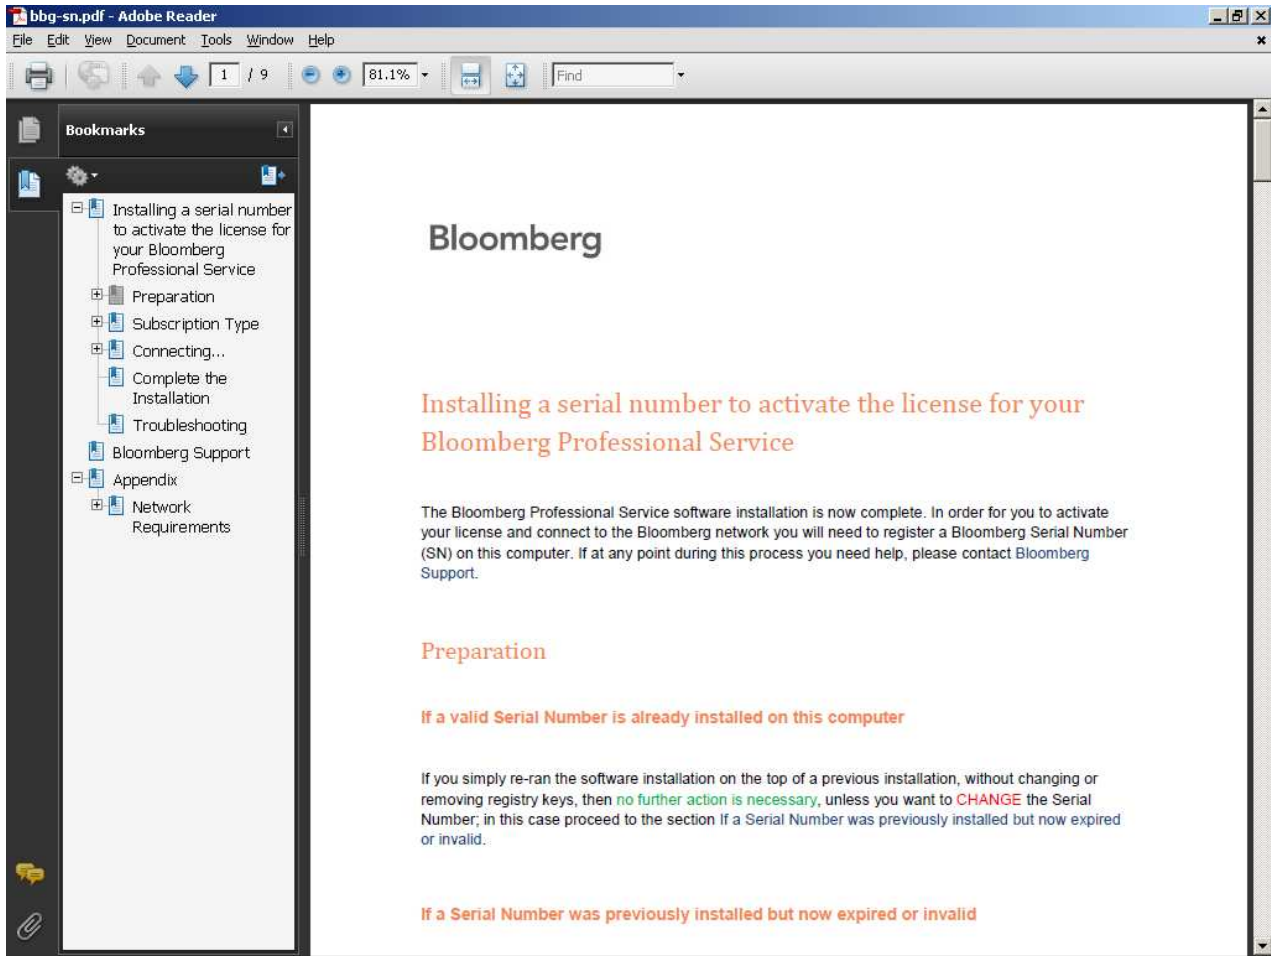 bbg-sn.pdf - Adobe Reader
File Edit View Document Tools Window Help
1 / 9 81.1% Find
Bookmarks
Installing a serial number
to activate the license for
your Bloomberg
Professional Service
Preparation
Subscription Type
Connecting...
Complete the
Installation
Troubleshooting
Bloomberg Support
Appendix
Network
Requirements
Bloomberg
Installing a serial number to activate the license for your
Bloomberg Professional Service
The Bloomberg Professional Service software installation is now complete. In order for you to activate
your license and connect to the Bloomberg network you will need to register a Bloomberg Serial Number
(SN) on this computer. If at any point during this process you need help, please contact Bloomberg
Support.
Preparation
If a valid Serial Number is already installed on this computer
If you simply re-ran the software installation on the top of a previous installation, without changing or
removing registry keys, then no further action is necessary, unless you want to CHANGE the Serial
Number; in this case proceed to the section If a Serial Number was previously installed but now expired
or invalid.
If a Serial Number was previously installed but now expired or invalid